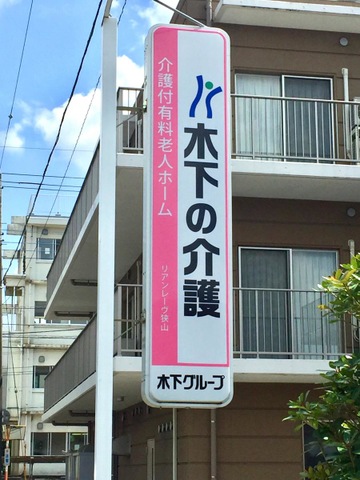 介護付有料老人ホーム
リアンレーヴ狭山
木下の介護
木下グループ